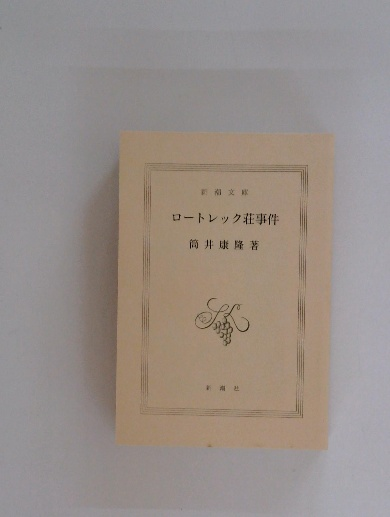 新潮文庫
ロートレック荘事件
筒井康隆著
新潮社